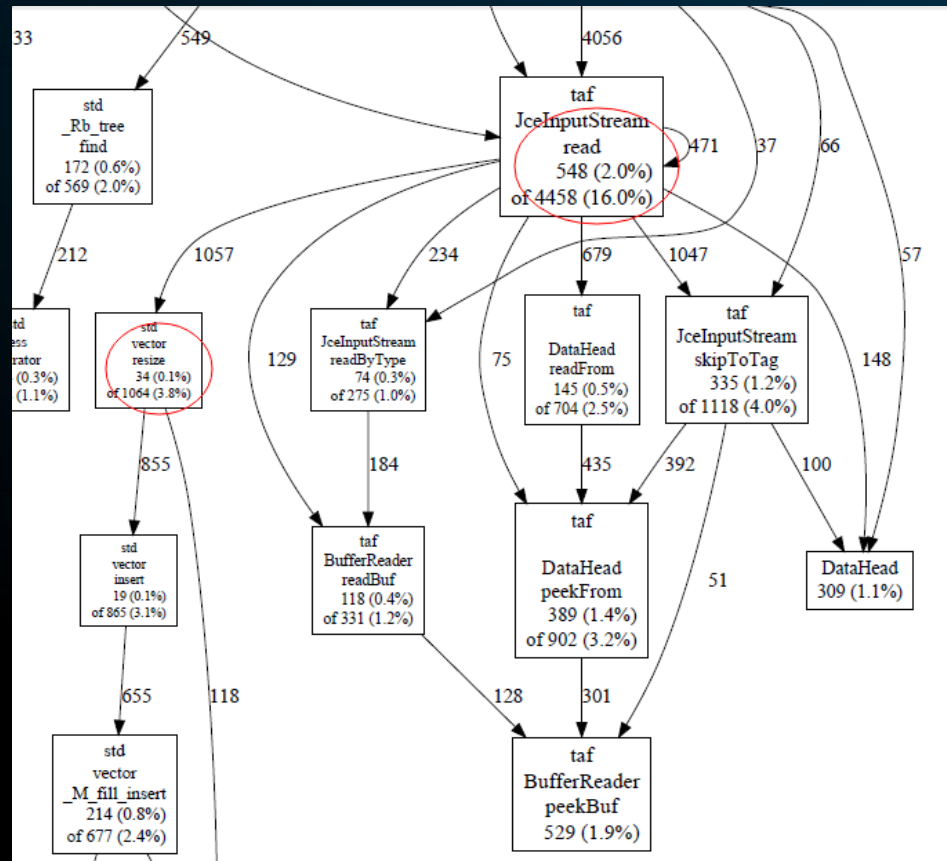 33
549
4056
std
_Rb_tree
find
172 (0.6%)
of 569 (2.0%)
taf
JceInputStream
read
548 (2.0%)
of 4458 (16.0%)
471
37
66
212
1057
234
679
1047
57
(0.3%)
(1.1%)
std
vector
resize
34 (0.1%)
of 1064 (3.8%)
129
taf
JceInputStream
readByType
74 (0.3%)
of 275 (1.0%)
75
taf
DataHead
readFrom
145 (0.5%)
of 704 (2.5%)
taf
JceInputStream
skipToTag
335 (1.2%)
of 1118 (4.0%)
148
855
184
435
392
100
std
vector
insert
19 (0.1%)
of 865 (3.1%)
taf
BufferReader
readBuf
118 (0.4%)
of 331 (1.2%)
taf
DataHead
peekFrom
389 (1.4%)
of 902 (3.2%)
51
DataHead
309 (1.1%)
655
118
128
301
std
vector
_M_fill_insert
214 (0.8%)
of 677 (2.4%)
taf
BufferReader
peekBuf
529 (1.9%)